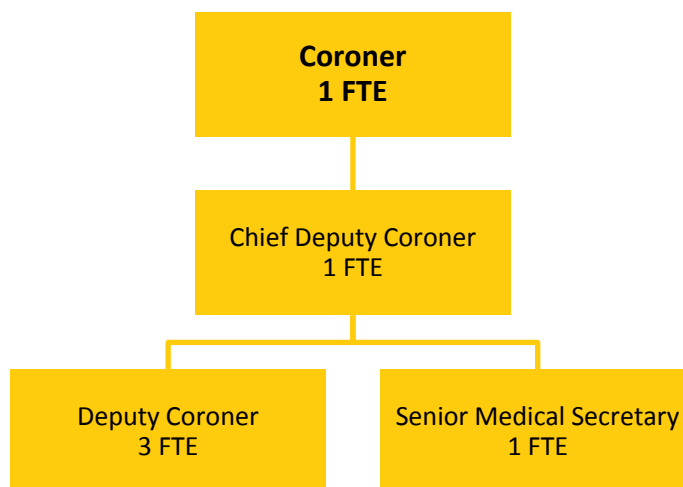 Coroner
1 FTE
Chief Deputy Coroner
1 FTE
Deputy Coroner
3 FTE
Senior Medical Secretary
1 FTE